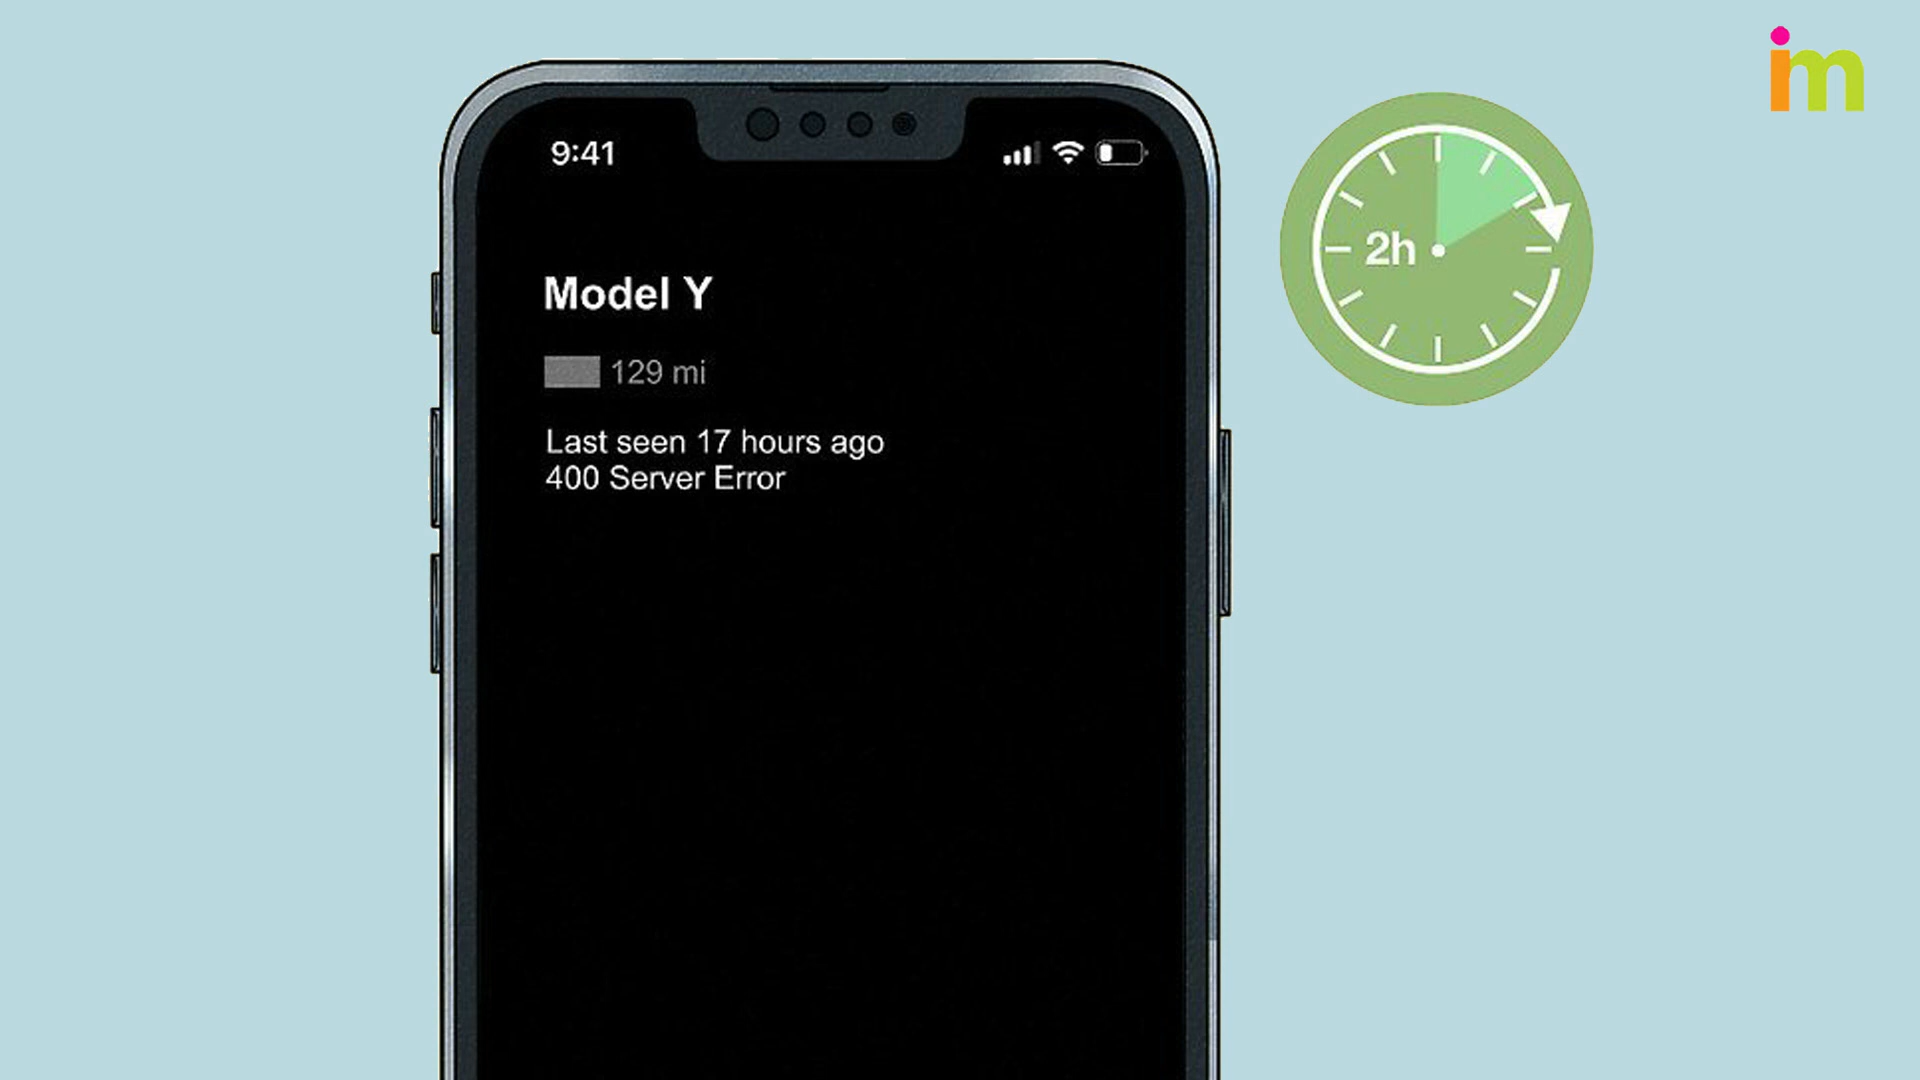 im
9:41
2h
Model Y
129 mi
Last seen 17 hours ago
400 Server Error